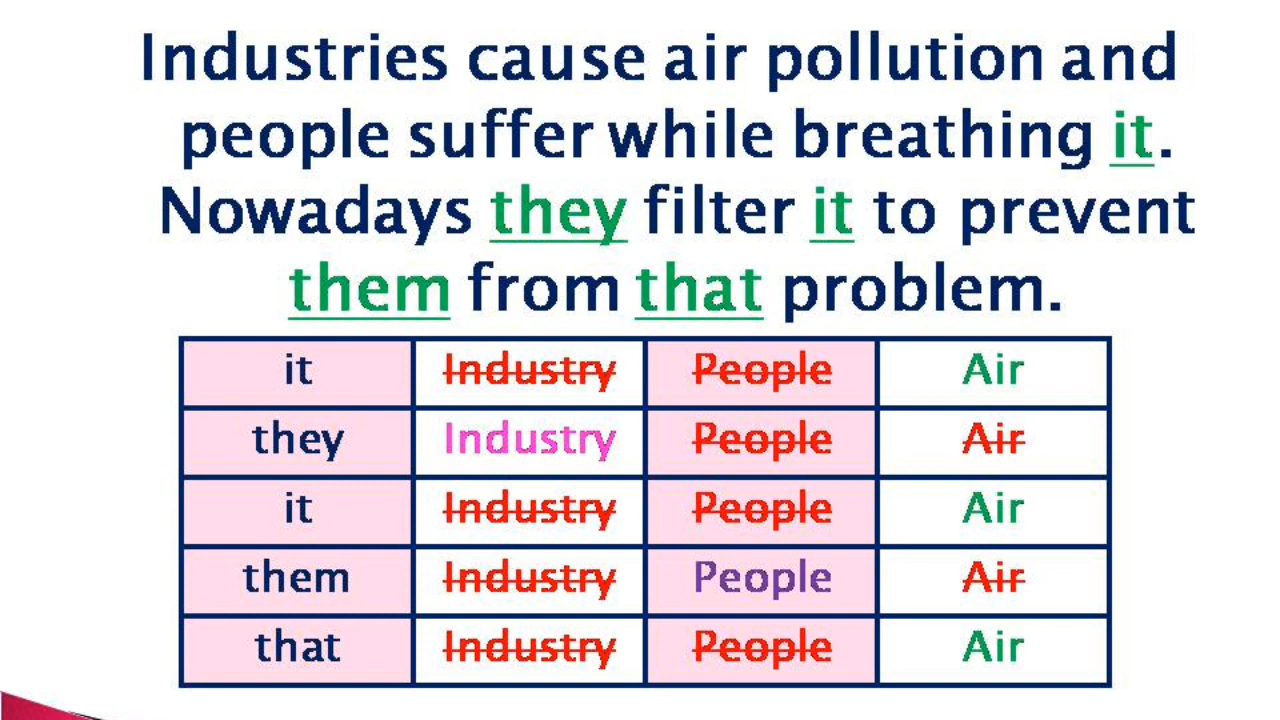 Industries cause air pollution and
people suffer while breathing it.
Nowadays they filter it to prevent
them from that problem.
it Industry People Air
they Industry People Air
it Industry People Air
them Industry People Air
that Industry People Air